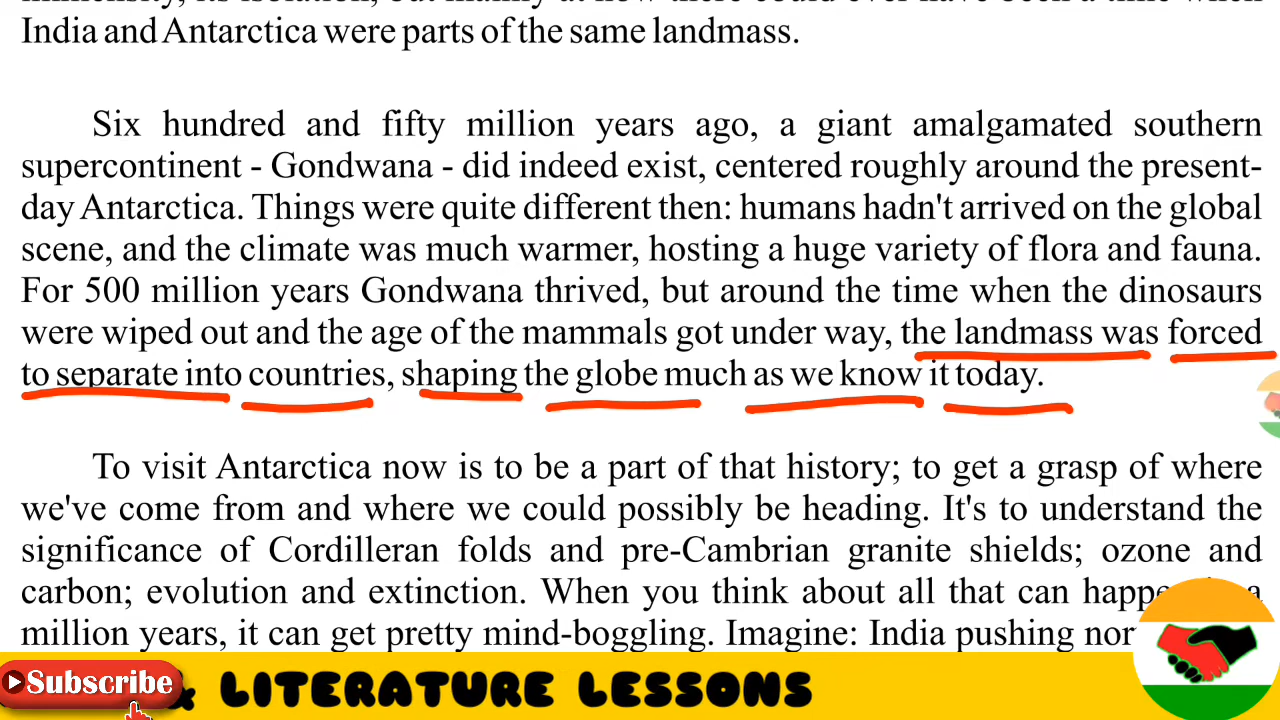 India and Antarctica were parts of the same landmass.
Six hundred and fifty million years ago, a giant amalgamated southern
supercontinent - Gondwana - did indeed exist, centered roughly around the present-
day Antarctica. Things were quite different then: humans hadn't arrived on the global
scene, and the climate was much warmer, hosting a huge variety of flora and fauna.
For 500 million years Gondwana thrived, but around the time when the dinosaurs
were wiped out and the age of the mammals got under way, the landmass was forced
to separate into countries, shaping the globe much as we know it today.
To visit Antarctica now is to be a part of that history; to get a grasp of where
we've come from and where we could possibly be heading. It's to understand the
significance of Cordilleran folds and pre-Cambrian granite shields; ozone and
carbon; evolution and extinction. When you think about all that can a
million years, it can get pretty mind-boggling. Imagine: India pushing
Subscribe & LITERATURE LESSONS